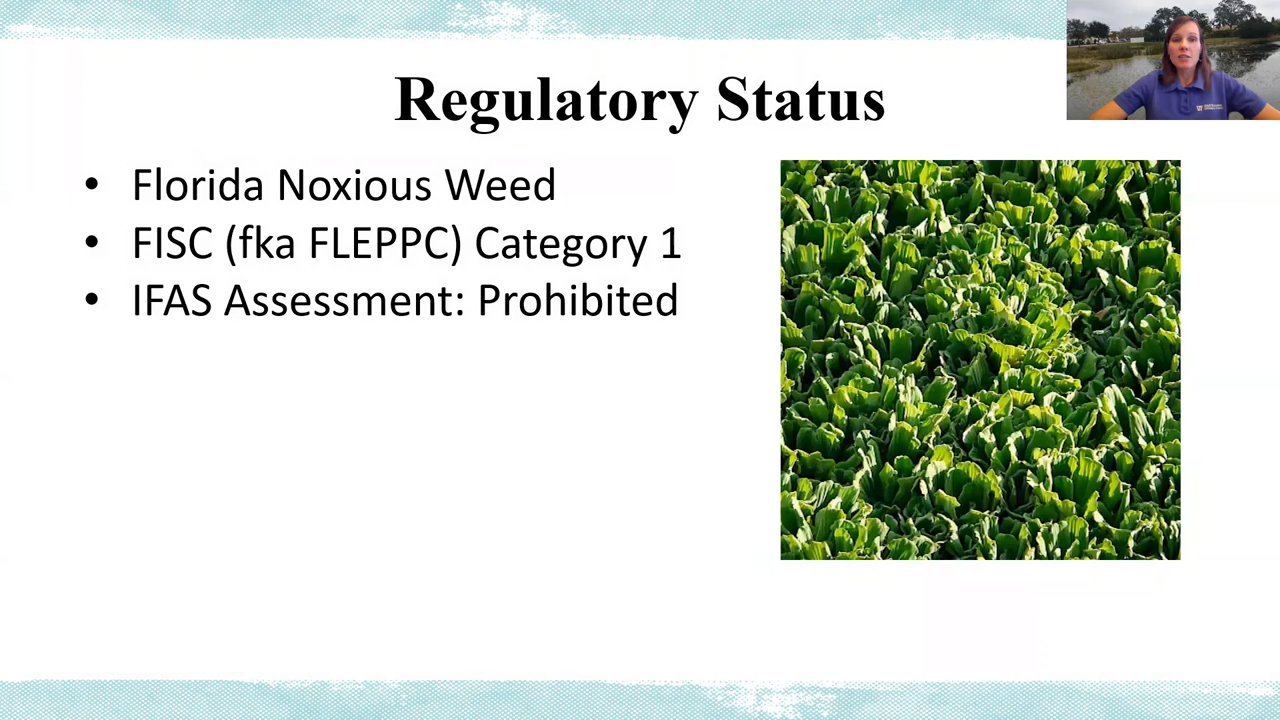 Regulatory Status
• Florida Noxious Weed
• FISC (fka FLEPPC) Category 1
• IFAS Assessment: Prohibited